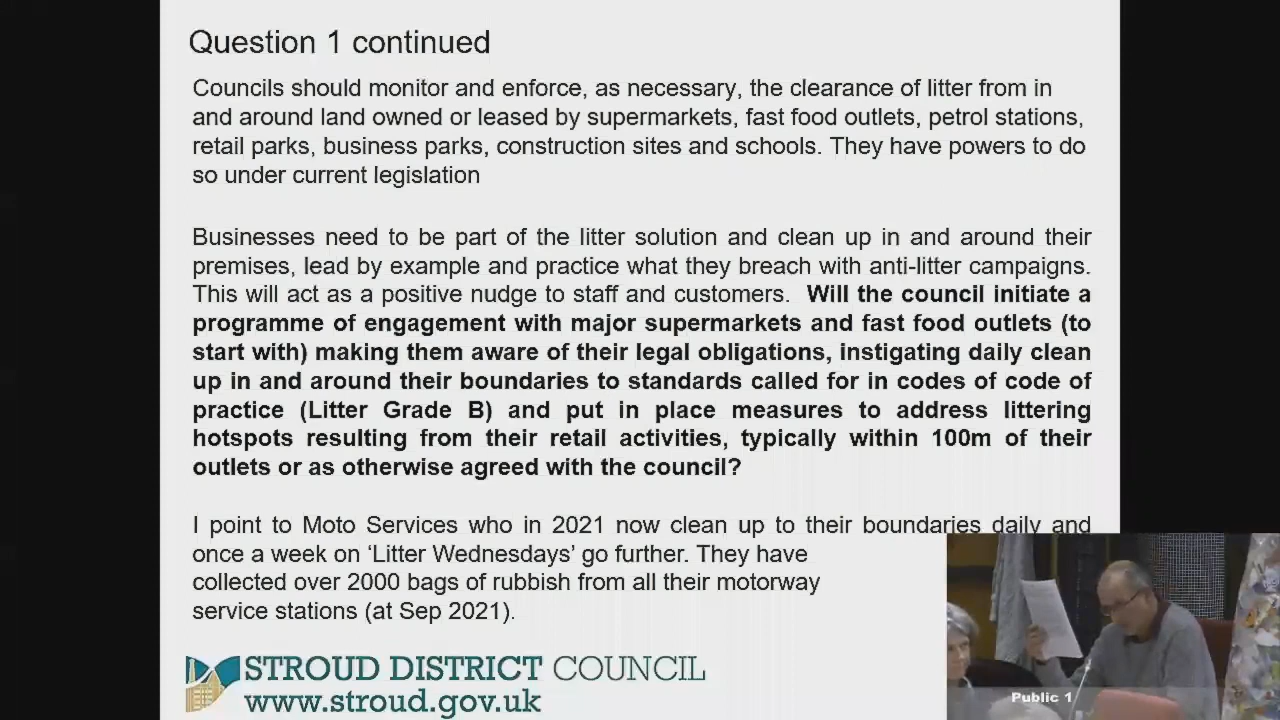 Question 1 continued
Councils should monitor and enforce, as necessary, the clearance of litter from in
and around land owned or leased by supermarkets, fast food outlets, petrol stations,
retail parks, business parks, construction sites and schools. They have powers to do
so under current legislation
Businesses need to be part of the litter solution and clean up in and around their
premises, lead by example and practice what they breach with anti-litter campaigns.
This will act as a positive nudge to staff and customers. Will the council initiate a
programme of engagement with major supermarkets and fast food outlets (to
start with) making them aware of their legal obligations, instigating daily clean
up in and around their boundaries to standards called for in codes of code of
practice (Litter Grade B) and put in place measures to address littering
hotspots resulting from their retail activities, typically within 100m of their
outlets or as otherwise agreed with the council?
I point to Moto Services who in 2021 now clean up to their boundaries daily and
once a week on ‘Litter Wednesdays’ go further. They have
collected over 2000 bags of rubbish from all their motorway
service stations (at Sep 2021).
STROUD DISTRICT COUNCIL
www.stroud.gov.uk
Public 1